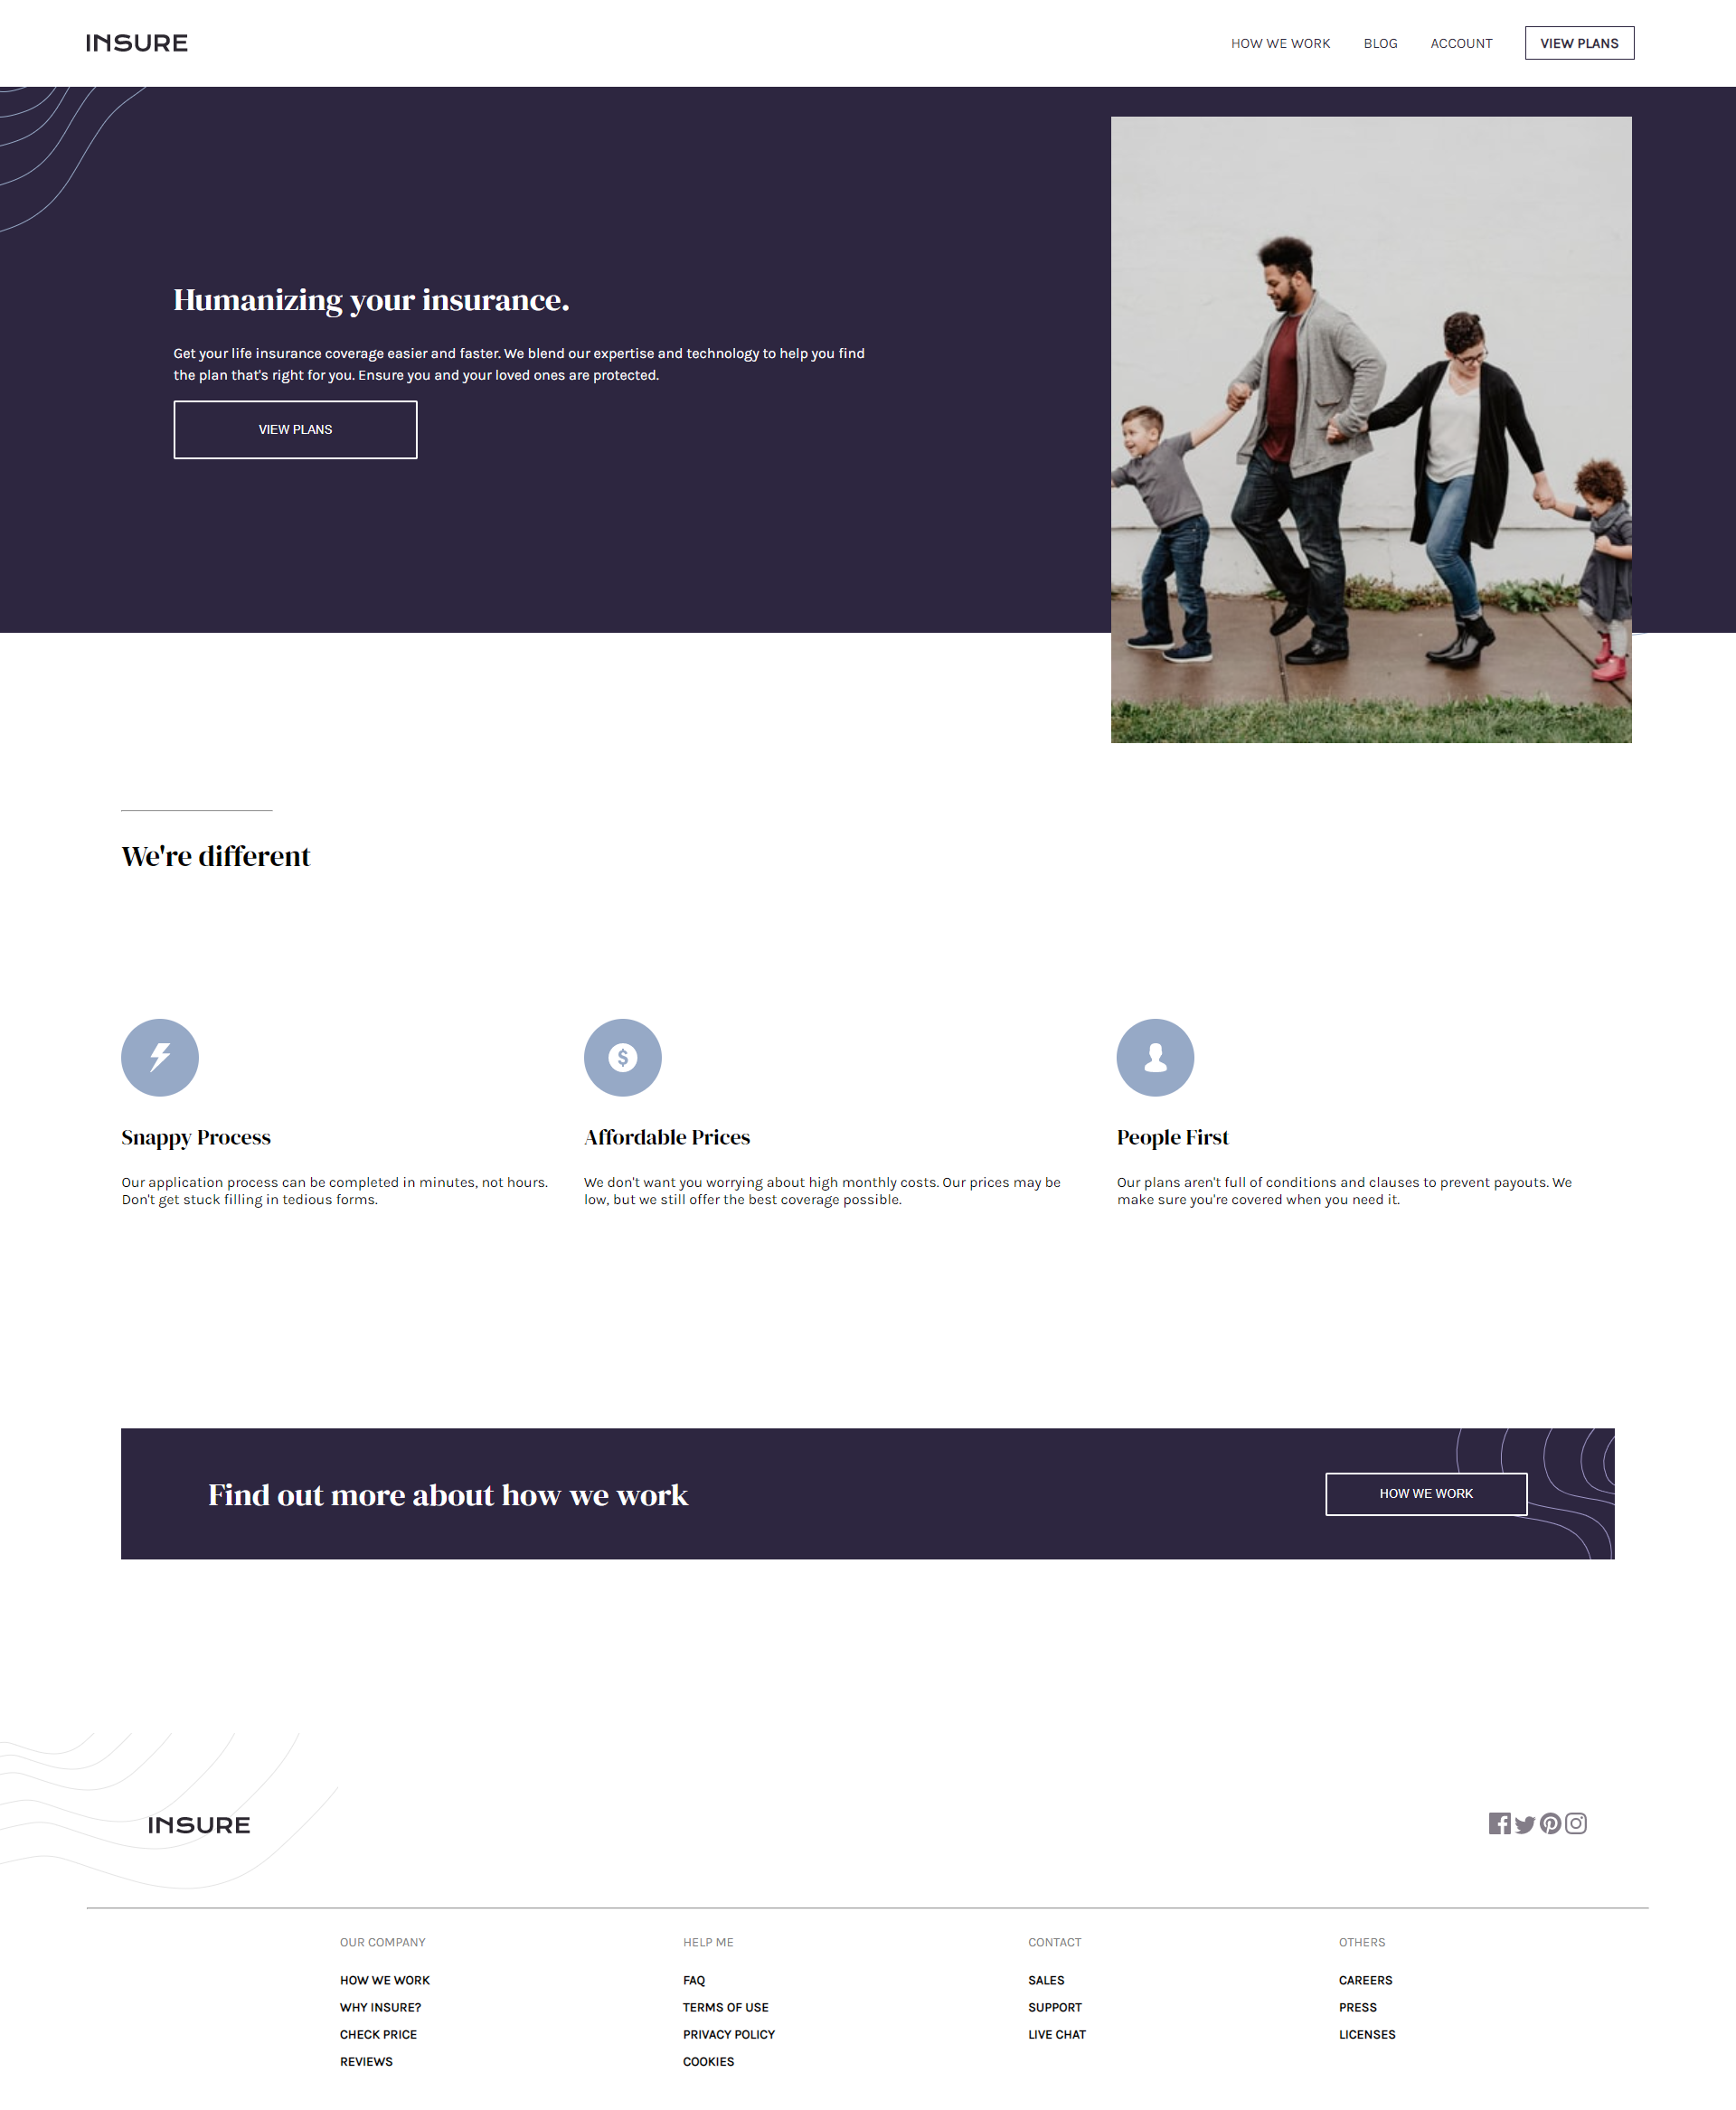 INSURE
HOW WE WORK BLOG ACCOUNT VIEW PLANS
Humanizing your insurance.
Get your life insurance coverage easier and faster. We blend our expertise and technology to help you find
the plan that's right for you. Ensure you and your loved ones are protected.
VIEW PLANS
We're different
Snappy Process
Our application process can be completed in minutes, not hours.
Don't get stuck filling in tedious forms.
Affordable Prices
We don't want you worrying about high monthly costs. Our prices may be
low, but we still offer the best coverage possible.
People First
Our plans aren't full of conditions and clauses to prevent payouts. We
make sure you're covered when you need it.
Find out more about how we work
HOW WE WORK
INSURE
OUR COMPANY
HOW WE WORK
WHY INSURE?
CHECK PRICE
REVIEWS
HELP ME
FAQ
TERMS OF USE
PRIVACY POLICY
COOKIES
CONTACT
SALES
SUPPORT
LIVE CHAT
OTHERS
CAREERS
PRESS
LICENSES